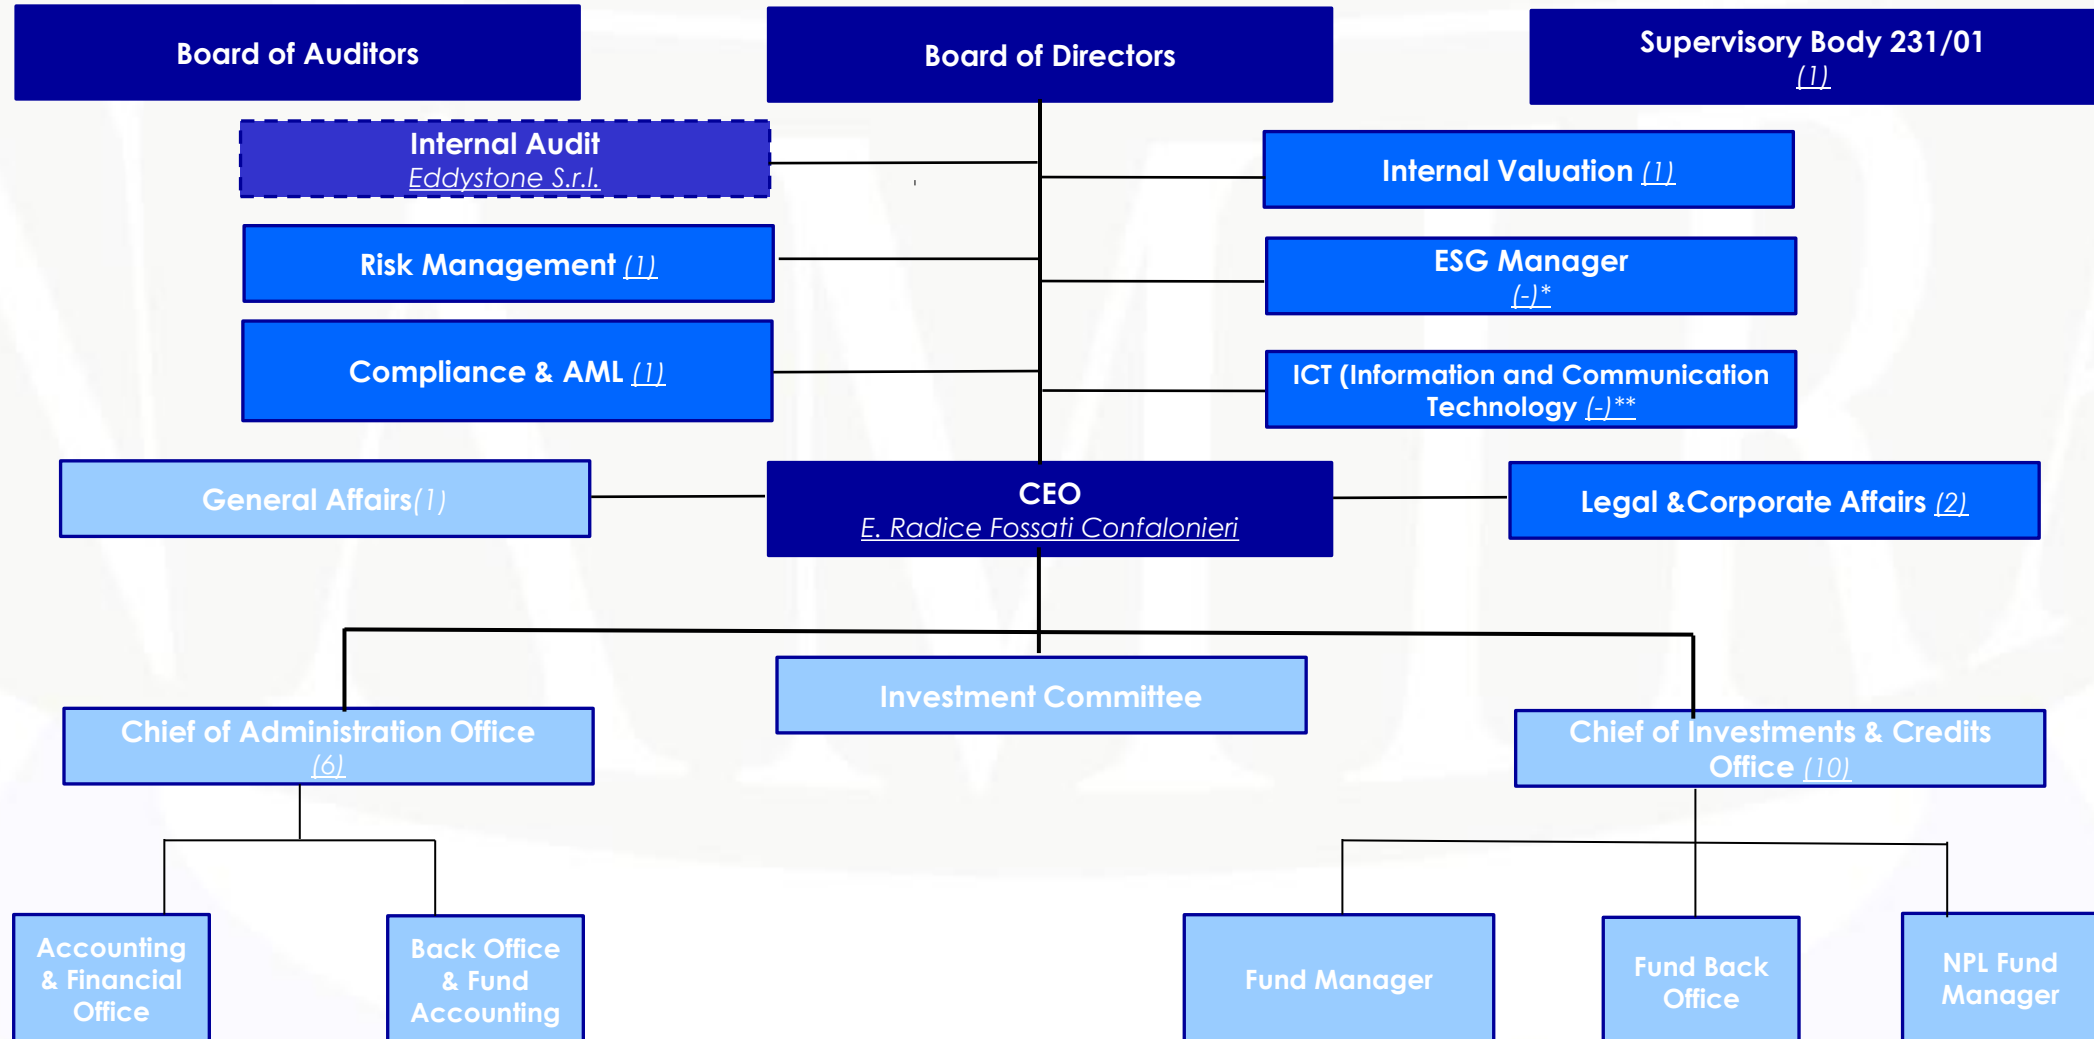 Board of Auditors
Board of Directors
Supervisory Body 231/01
(1)
Internal Audit
Eddystone S.r.l.
Internal Valuation (1)
Risk Management (1)
ESG Manager
(-)*
Compliance & AML (1)
ICT (Information and Communication
Technology (-)**
General Affairs(1)
CEO
E. Radice Fossati Confalonieri
Legal &Corporate Affairs (2)
Investment Committee
Chief of Administration Office
(6)
Chief of Investments & Credits
Office (10)
Accounting
& Financial
Office
Back Office
& Fund
Accounting
Fund Manager
Fund Back
Office
NPL Fund
Manager